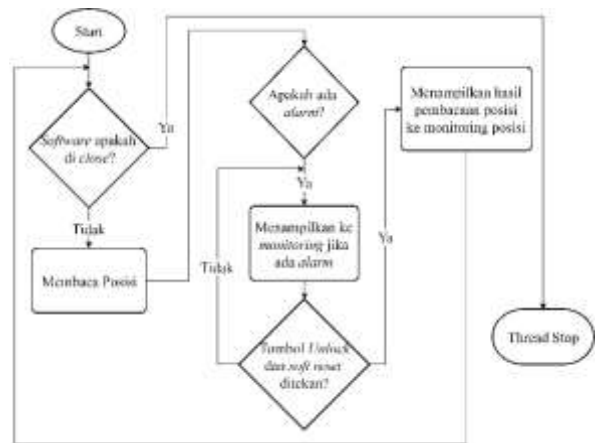 Start
Software apakah
di close?
Ya
Tidak
Membaca Posisi
Apakah ada
alarm?
Ya
Menampilkan ke
monitoring jika
ada alarm
Tidak
Tombol Unlock
dan soft reset
ditekan?
Ya
Menampilkan hasil
pembacaan posisi
ke monitoring posisi
Thread Stop